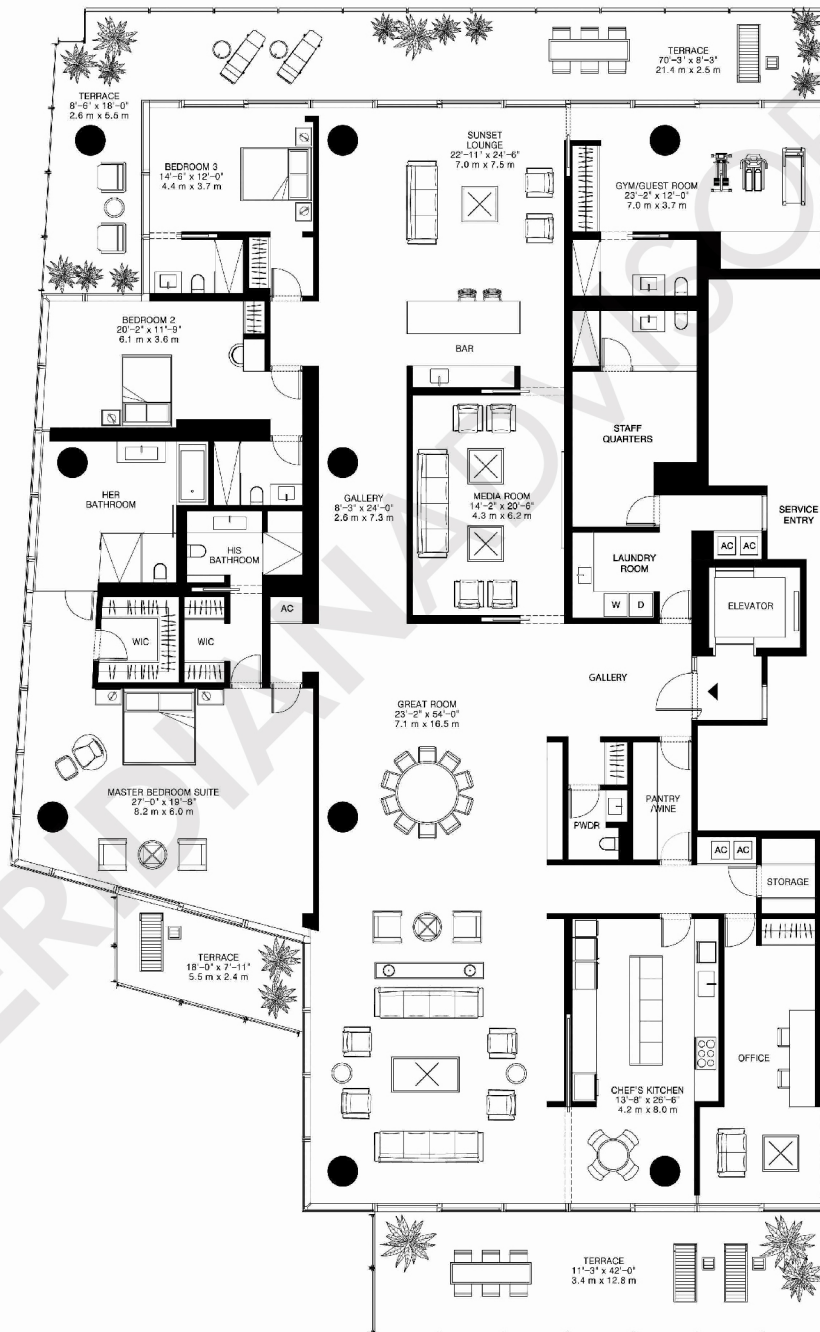 TERRACE
70'-3" x 8'-3"
21.4 m x 2.5 m
TERRACE
8'-6" x 18'-0"
2.6 m x 5.5 m
BEDROOM 3
14'-6" x 12'-0"
4.4 m x 3.7 m
SUNSET
LOUNGE
22'-11" x 24'-6"
7.0 m x 7.5 m
GYM/GUEST ROOM
23'-2" x 12'-0"
7.0 m x 3.7 m
BEDROOM 2
20'-2" x 11'-9"
6.1 m x 3.6 m
BAR
STAFF
QUARTERS
HER
BATHROOM
GALLERY
8'-3" x 24'-0"
2.6 m x 7.3 m
MEDIA ROOM
14'-2" x 20'-6"
4.3 m x 6.2 m
SERVICE
ENTRY
HIS
BATHROOM
LAUNDRY
ROOM
AC AC
W D
ELEVATOR
AC
WIC
WIC
GALLERY
GREAT ROOM
23'-2" x 54'-0"
7.1 m x 16.5 m
MASTER BEDROOM SUITE
27'-0" x 19'-8"
8.2 m x 6.0 m
PWDR
PANTRY
/WINE
AC AC
STORAGE
TERRACE
18'-0" x 7'-11"
5.5 m x 2.4 m
OFFICE
CHEF'S KITCHEN
13'-8" x 26'-6"
4.2 m x 8.0 m
TERRACE
11'-3" x 42'-0"
3.4 m x 12.8 m
ERIDIANADVISOR